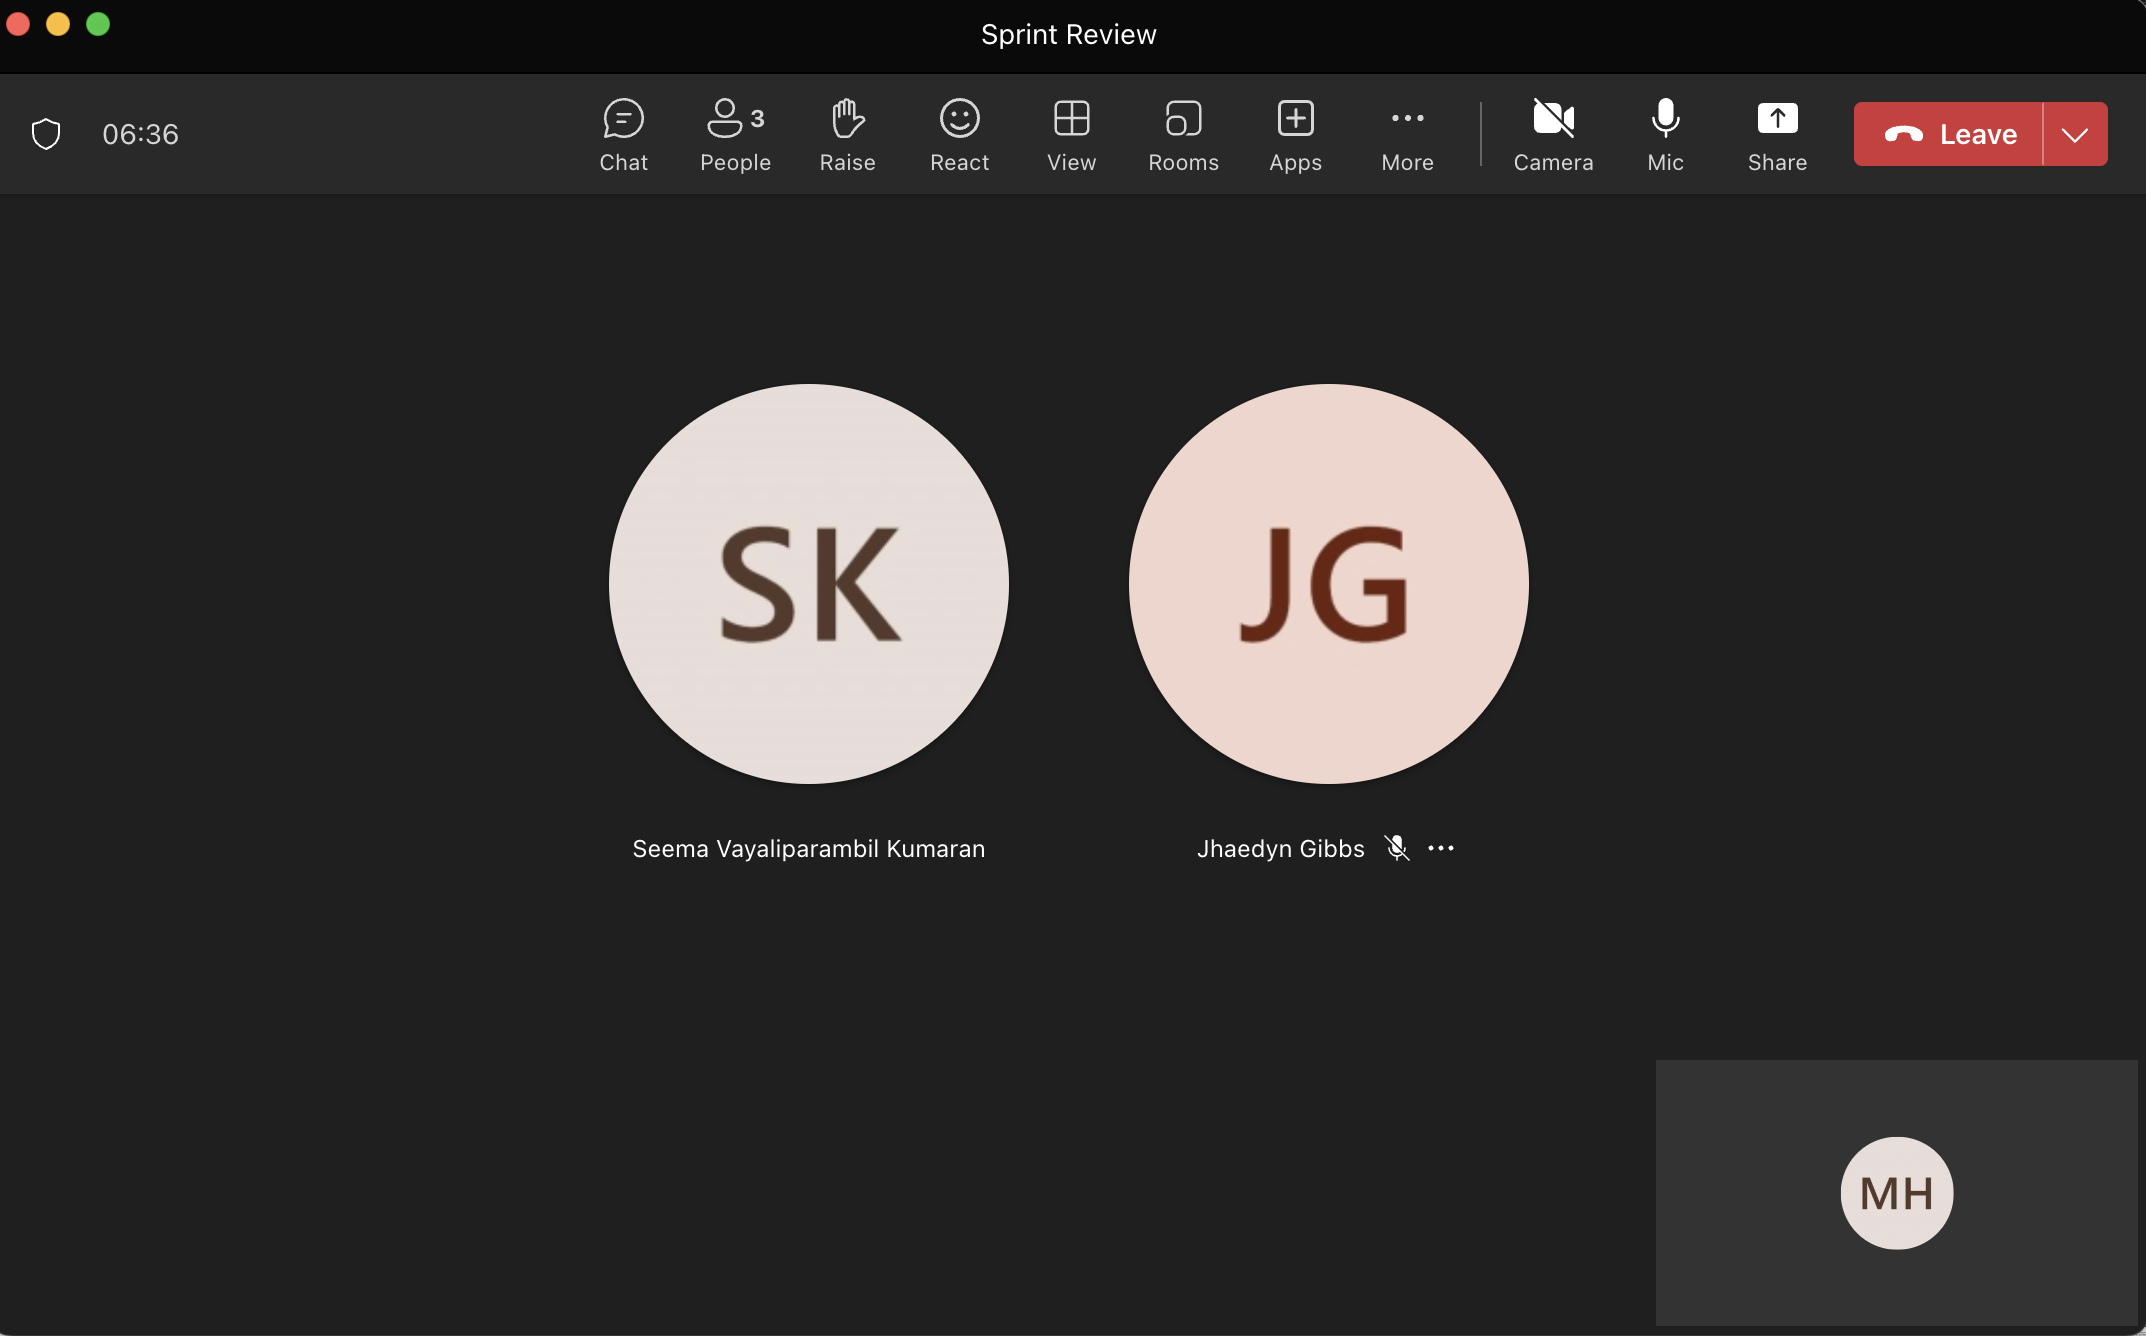 Sprint Review
06:36
Chat
3
People
Raise
React
View
Rooms
Apps
More
Camera
Mic
Share
Leave
SK
JG
Seema Vayaliparambil Kumaran
Jhaedyn Gibbs
MH